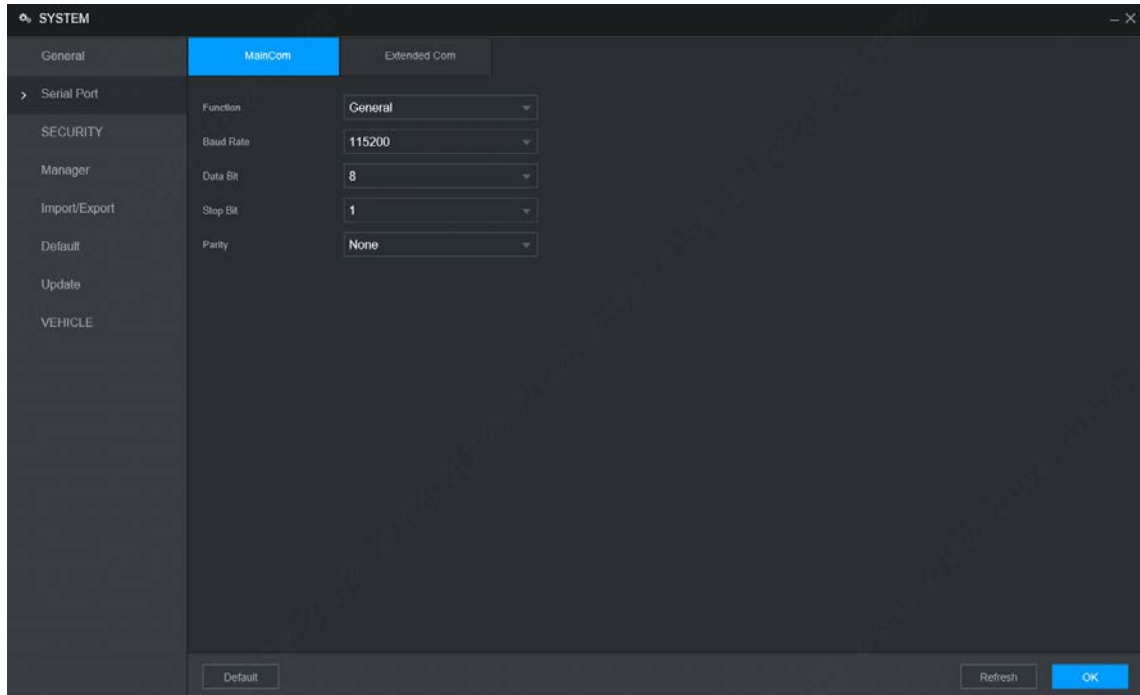 SYSTEM
General
MainCom Extended Com
Serial Port
Function General
SECURITY
Baud Rate 115200
Manager
Data Bit 8
Import/Export
Stop Bit 1
Default
Parity None
Update
VEHICLE
Default Refresh OK